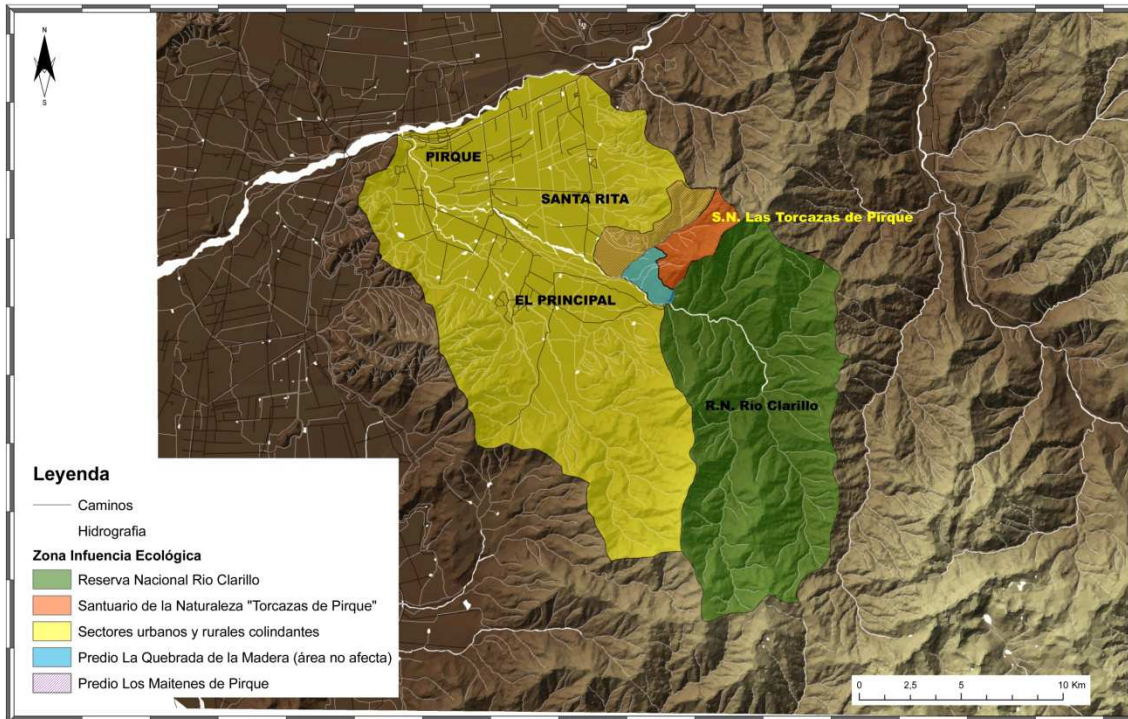 N
S
PIRQUE
SANTA RITA
S.N. Las Torcazas de Pirque
EL PRINCIPAL
R.N. Rio Clarillo
Leyenda
Caminos
Hidrografia
Zona Infuencia Ecológica
Reserva Nacional Rio Clarillo
Santuario de la Naturaleza "Torcazas de Pirque"
Sectores urbanos y rurales colindantes
Predio La Quebrada de la Madera (área no afecta)
Predio Los Maitenes de Pirque
0 2,5 5 10 Km